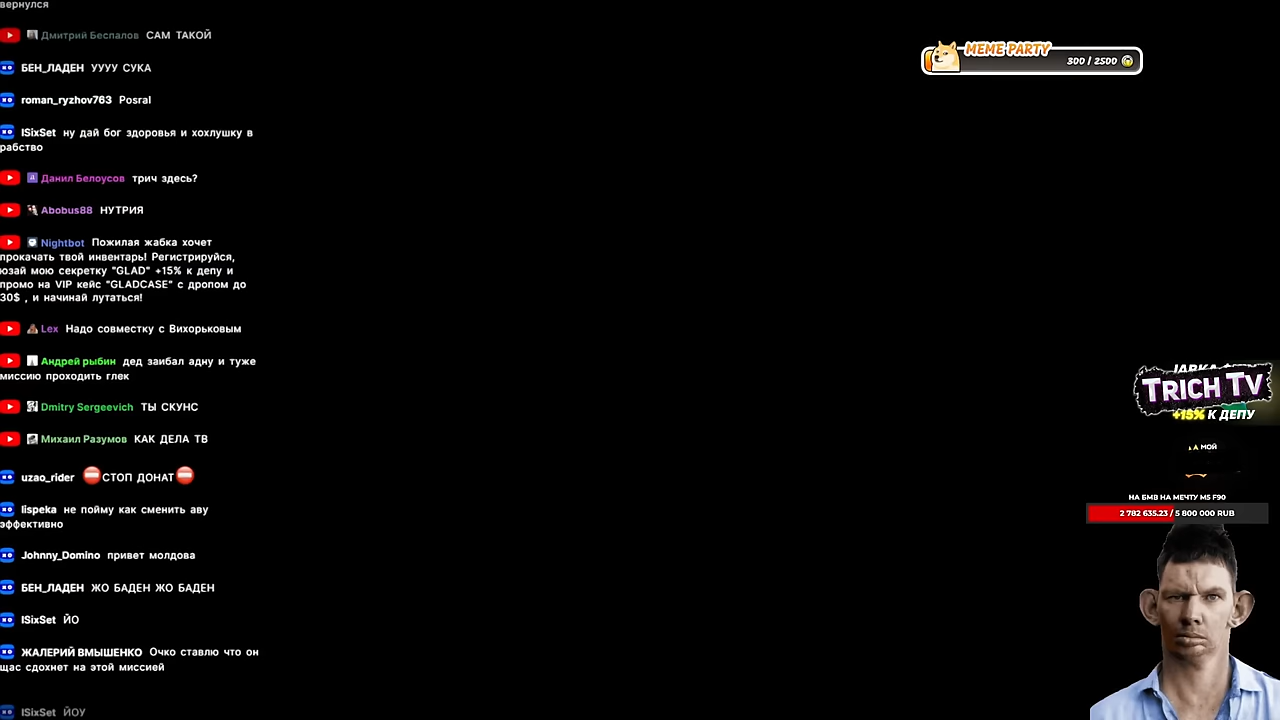 вернулся
Дмитрий Беспалов САМ ТАКОЙ
БЕН_ЛАДЕН УУУУ СУКА
roman_ryzhov763 Posral
ISixSet ну дай бог здоровья и хохлушку в
рабство
Данил Белоусов трич здесь?
Abobus88 НУТРИЯ
Nightbot Пожилая жабка хочет
прокачать твой инвентарь! Регистрируйся,
юзай мою секретку "GLAD" +15% к депу и
промо на VIP кейс "GLADCASE" с дропом до
30$ , и начинай лутаться!
Lex Надо совместку с Вихорьковым
Андрей рыбин дед заибал адну и туже
миссию проходить глек
Dmitry Sergeevich ТЫ СКУНС
Михаил Разумов КАК ДЕЛА ТВ
uzao_rider ⛔СТОП ДОНАТ⛔
lispeka не пойму как сменить аву
эффективно
Johnny_Domino привет молдова
БЕН_ЛАДЕН ЖО БАДЕН ЖО БАДЕН
ISixSet ЙО
ЖАЛЕРИЙ ВМЫШЕНКО Очко ставлю что он
щас сдохнет на этой миссией
ISixSet ЙОУ
MEME PARTY
300 / 2500
TRICH TV
+15% К ДЕПУ
МОЙ
НА БМВ НА МЕЧТУ M5 F90
2 782 635.23 / 5 800 000 RUB